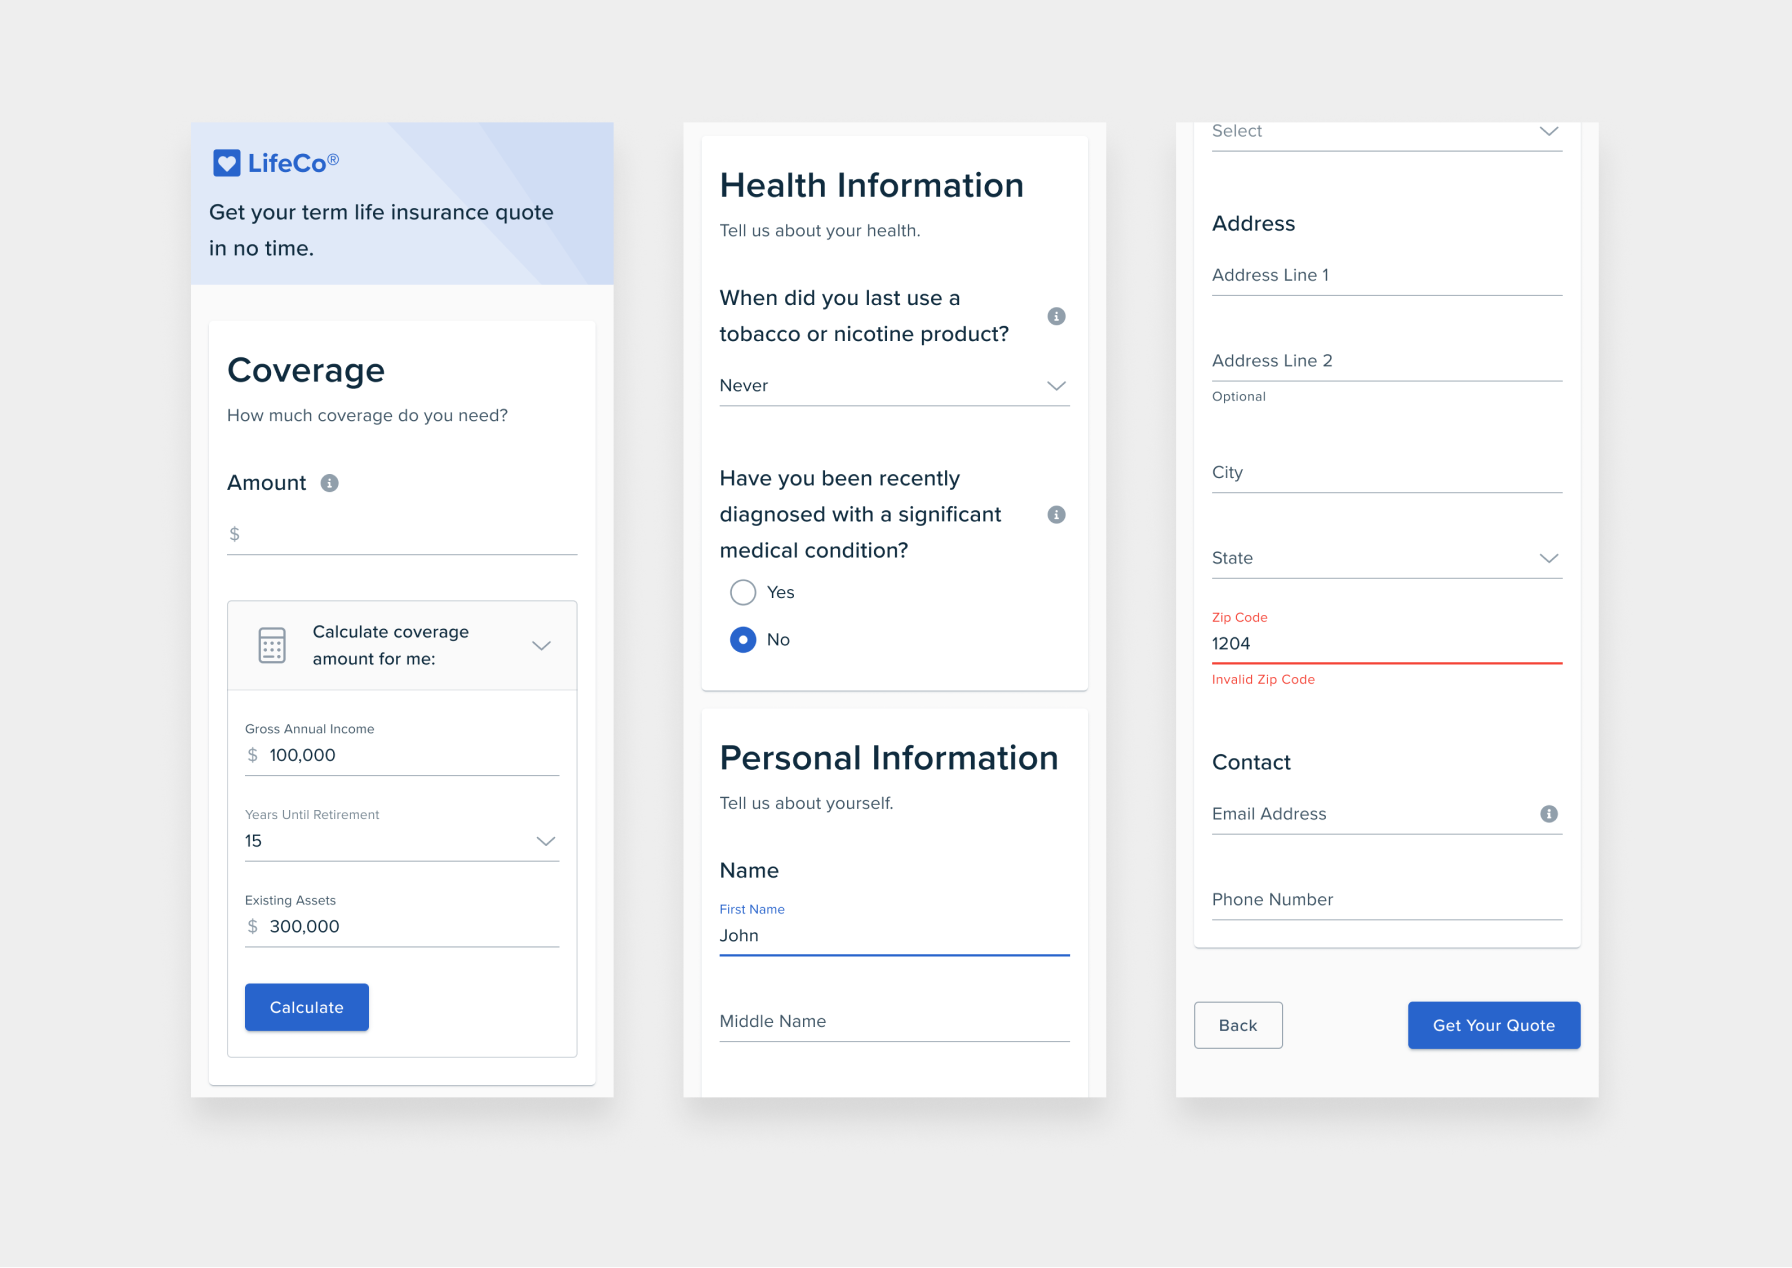 LifeCo®
Get your term life insurance quote
in no time.
Coverage
How much coverage do you need?
Amount
$
Calculate coverage
amount for me:
Gross Annual Income
$ 100,000
Years Until Retirement
15
Existing Assets
$ 300,000
Calculate
Health Information
Tell us about your health.
When did you last use a
tobacco or nicotine product?
Never
Have you been recently
diagnosed with a significant
medical condition?
Yes
No
Personal Information
Tell us about yourself.
Name
First Name
John
Middle Name
Select
Address
Address Line 1
Address Line 2
Optional
City
State
Zip Code
1204
Invalid Zip Code
Contact
Email Address
Phone Number
Back
Get Your Quote